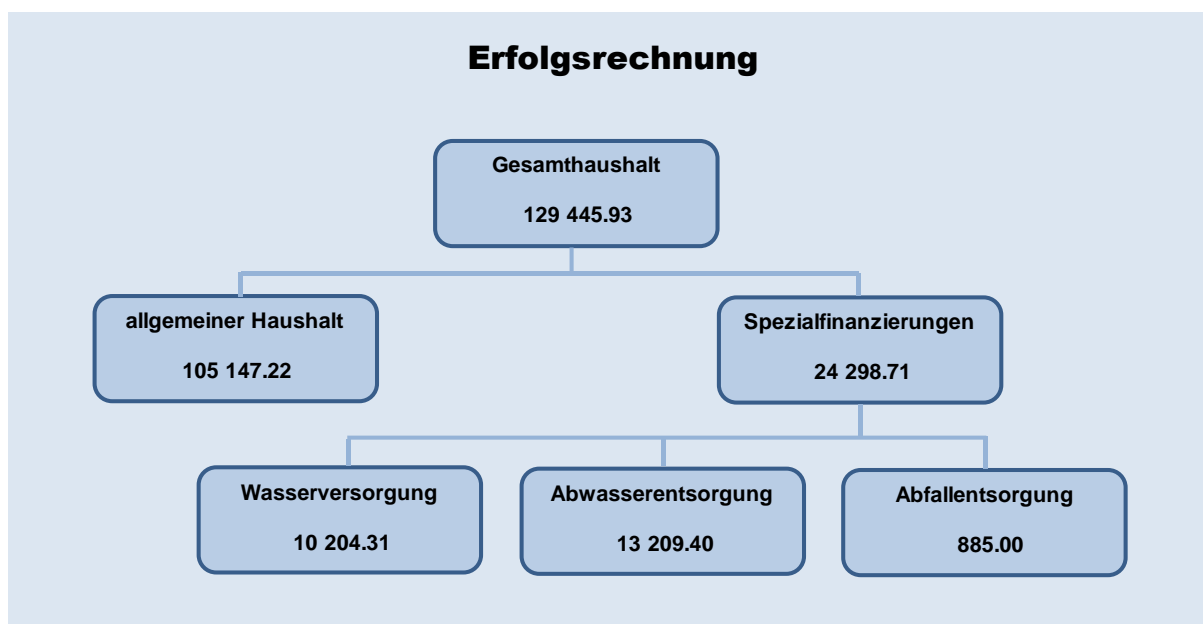 Erfolgsrechnung
Gesamthaushalt
129 445.93
allgemeiner Haushalt
105 147.22
Spezialfinanzierungen
24 298.71
Wasserversorgung
10 204.31
Abwasserentsorgung
13 209.40
Abfallentsorgung
885.00